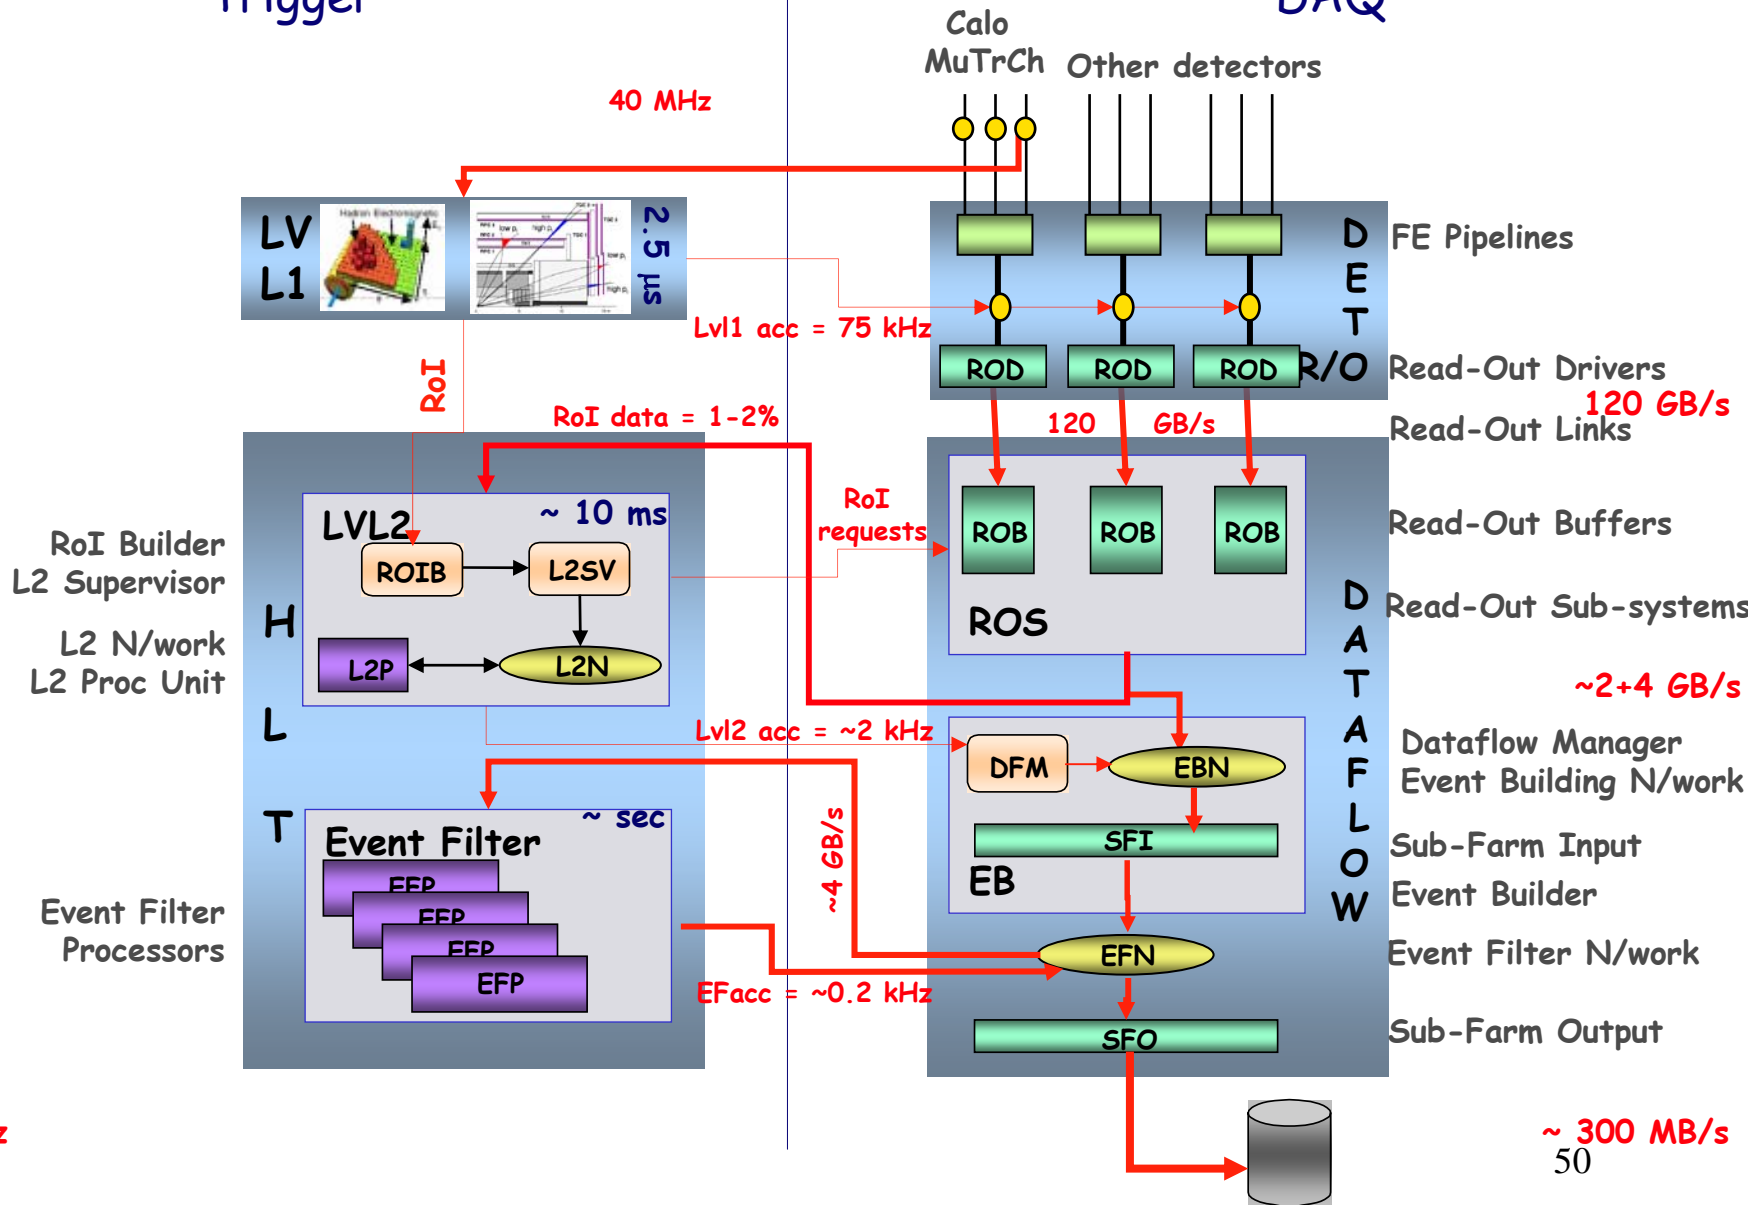 Trigger
DAQ
Calo
MuTrCh
Other detectors
40 MHz
LV
L1
Hadron Electromagnetic
low p
high p
2.5 μs
D
E
T
R/O
FE Pipelines
Lvl1 acc = 75 kHz
ROD
ROD
ROD
Read-Out Drivers
120 GB/s
RoI
RoI data = 1-2%
120 GB/s
Read-Out Links
H
L
T
LVL2
~ 10 ms
RoI
requests
ROB
ROB
ROB
Read-Out Buffers
RoI Builder
L2 Supervisor
ROIB
L2SV
ROS
D
A
T
A
F
L
O
W
Read-Out Sub-systems
L2 N/work
L2 Proc Unit
L2P
L2N
~2+4 GB/s
Lvl2 acc = ~2 kHz
DFM
EBN
Dataflow Manager
Event Building N/work
~ sec
Event Filter
~4 GB/s
SFI
EB
Sub-Farm Input
Event Builder
EFP
EFP
EFP
EFP
Event Filter
Processors
EFN
Event Filter N/work
EFacc = ~0.2 kHz
SFO
Sub-Farm Output
z
~ 300 MB/s
50